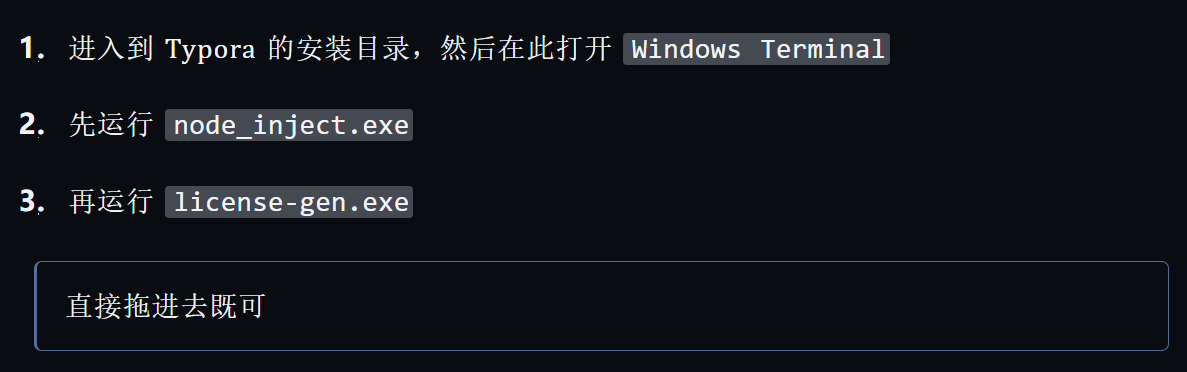 1. 进入到 Typora 的安装目录，然后在此打开 Windows Terminal
2. 先运行 node_inject.exe
3. 再运行 license-gen.exe
直接拖进去既可